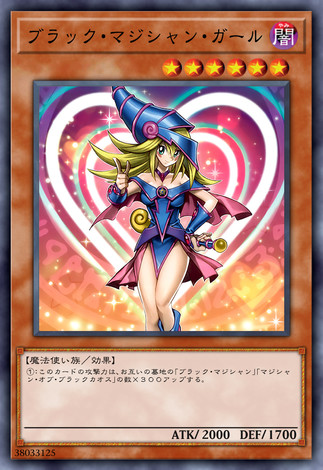 ブラック・マジシャン・ガール
闇
【魔法使い族／効果】
①：このカードの攻撃力は、お互いの墓地の「ブラック・マジシャン」「マジシ
ャン・オブ・ブラックカオス」の数×３００アップする。
ATK/ 2000 DEF/1700
38033125